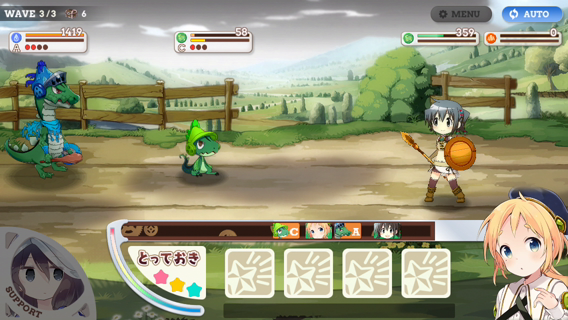 WAVE 3/3 6
MENU
AUTO
1419
A
58
C
359
0
C A
とっておき
SUPPORT